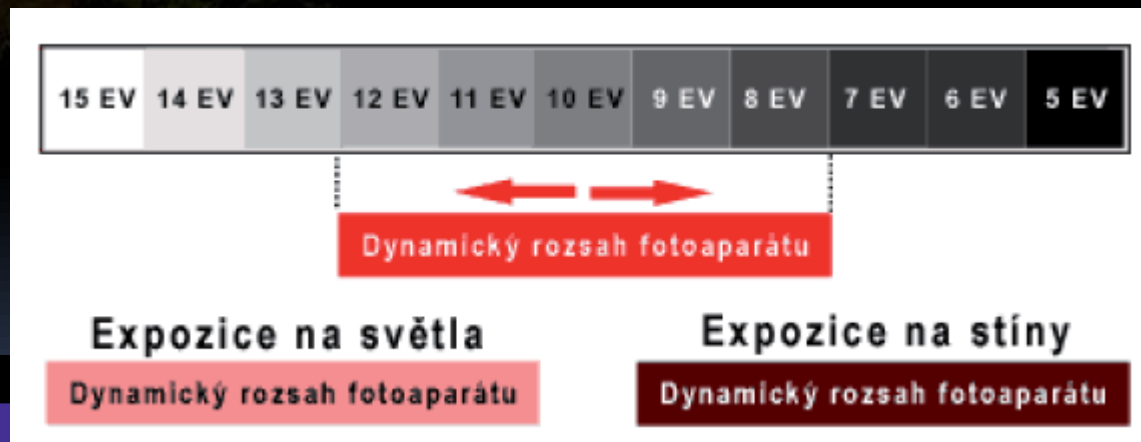 15 EV 14 EV 13 EV 12 EV 11 EV 10 EV 9 EV 8 EV 7 EV 6 EV 5 EV
Dynamický rozsah fotoaparátu
Expozice na světla
Dynamický rozsah fotoaparátu
Expozice na stíny
Dynamický rozsah fotoaparátu